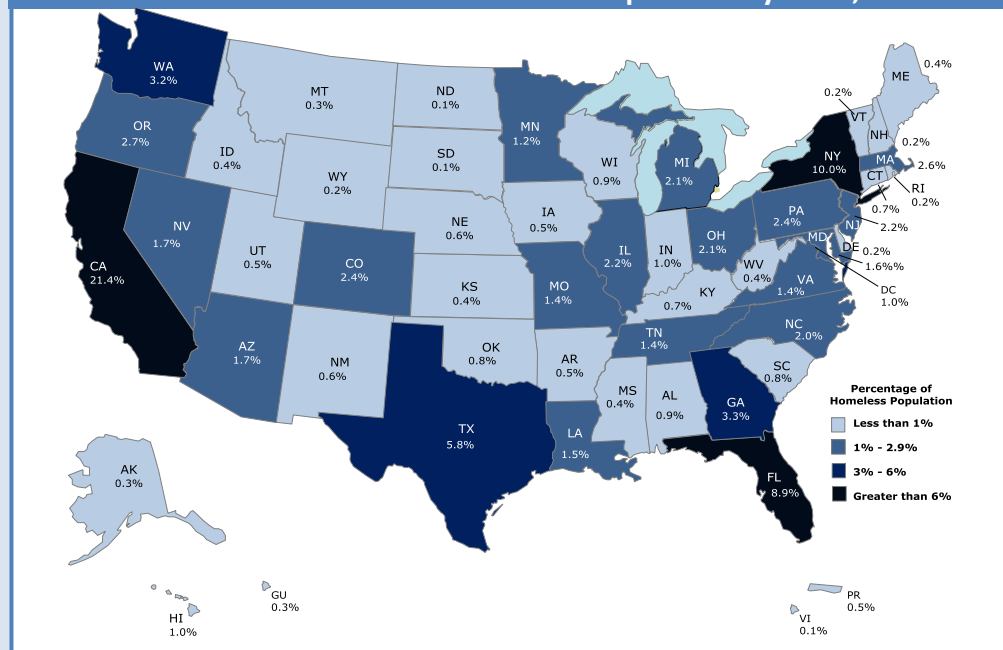 WA
3.2%
OR
2.7%
CA
21.4%
NV
1.7%
ID
0.4%
MT
0.3%
WY
0.2%
UT
0.5%
AZ
1.7%
CO
2.4%
NM
0.6%
ND
0.1%
SD
0.1%
NE
0.6%
KS
0.4%
OK
0.8%
TX
5.8%
MN
1.2%
IA
0.5%
MO
1.4%
AR
0.5%
LA
1.5%
WI
0.9%
IL
2.2%
MI
2.1%
IN
1.0%
OH
2.1%
KY
0.7%
TN
1.4%
MS
0.4%
AL
0.9%
GA
3.3%
FL
8.9%
SC
0.8%
NC
2.0%
VA
1.4%
WV
0.4%
PA
2.4%
NY
10.0%
VT
0.2%
NH
0.2%
ME
0.4%
MA
2.6%
RI
0.2%
CT
0.7%
NJ
2.2%
DE 0.2%
MD
1.6%%
DC
1.0%
AK
0.3%
HI
1.0%
GU
0.3%
PR
0.5%
VI
0.1%
Percentage of
Homeless Population
Less than 1%
1% - 2.9%
3% - 6%
Greater than 6%